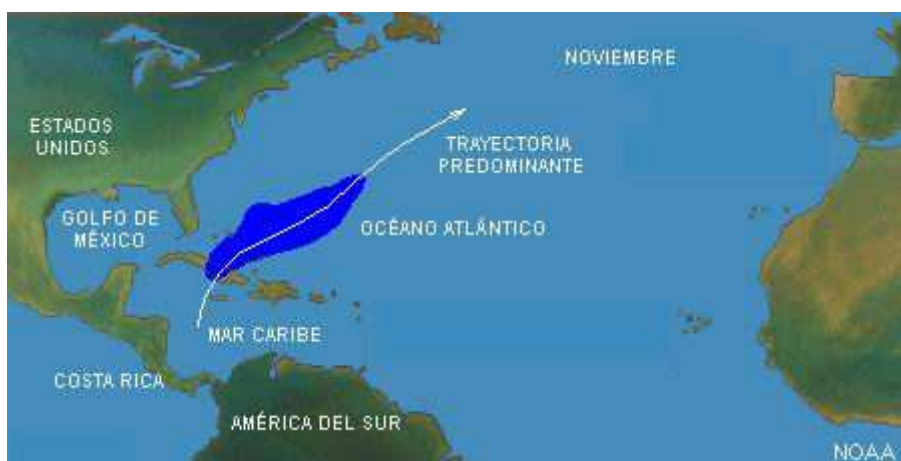 NOVIEMBRE
ESTADOS
UNIDOS
TRAYECTORIA
PREDOMINANTE
GOLFO DE
MÉXICO
OCÉANO ATLÁNTICO
MAR CARIBE
COSTA RICA
AMÉRICA DEL SUR
NOAA